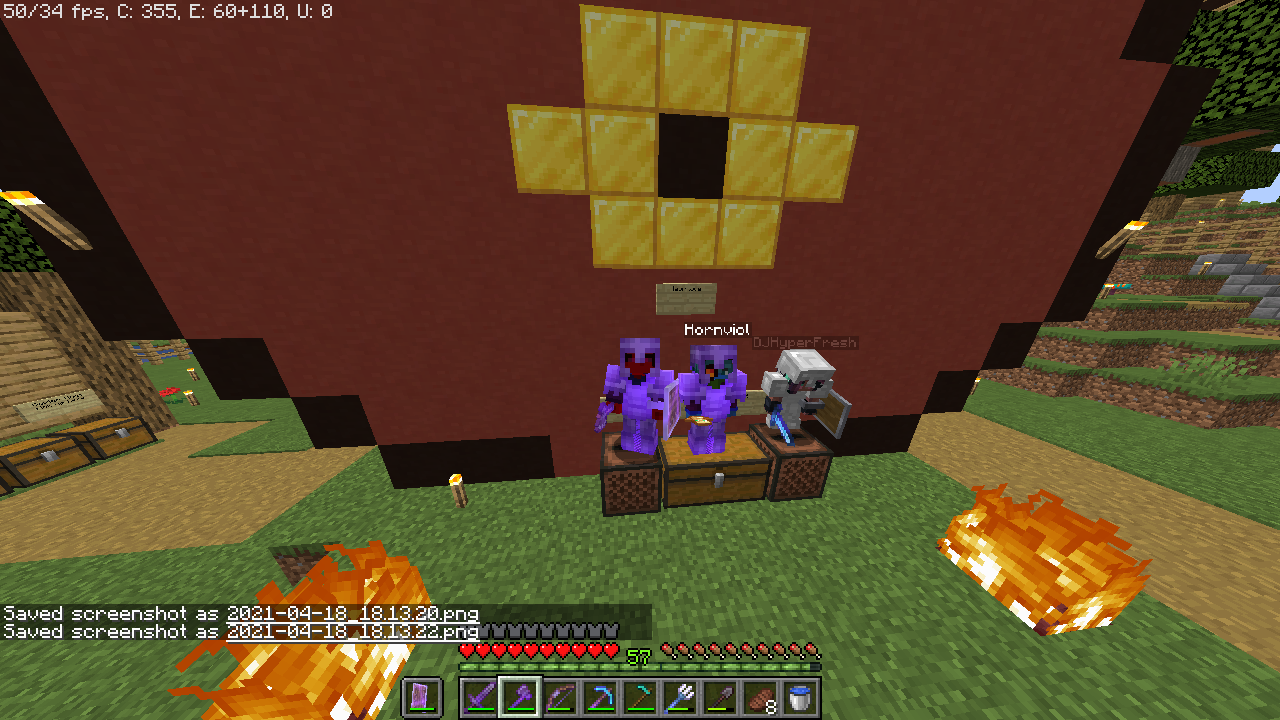 50/34 fps, C: 355, E: 60+110, U: 0
Hornviol
DJHyperFresh
Saved screenshot as 2021-04-18_18.13.20.png
Saved screenshot as 2021-04-18_18.13.22.png
57
8